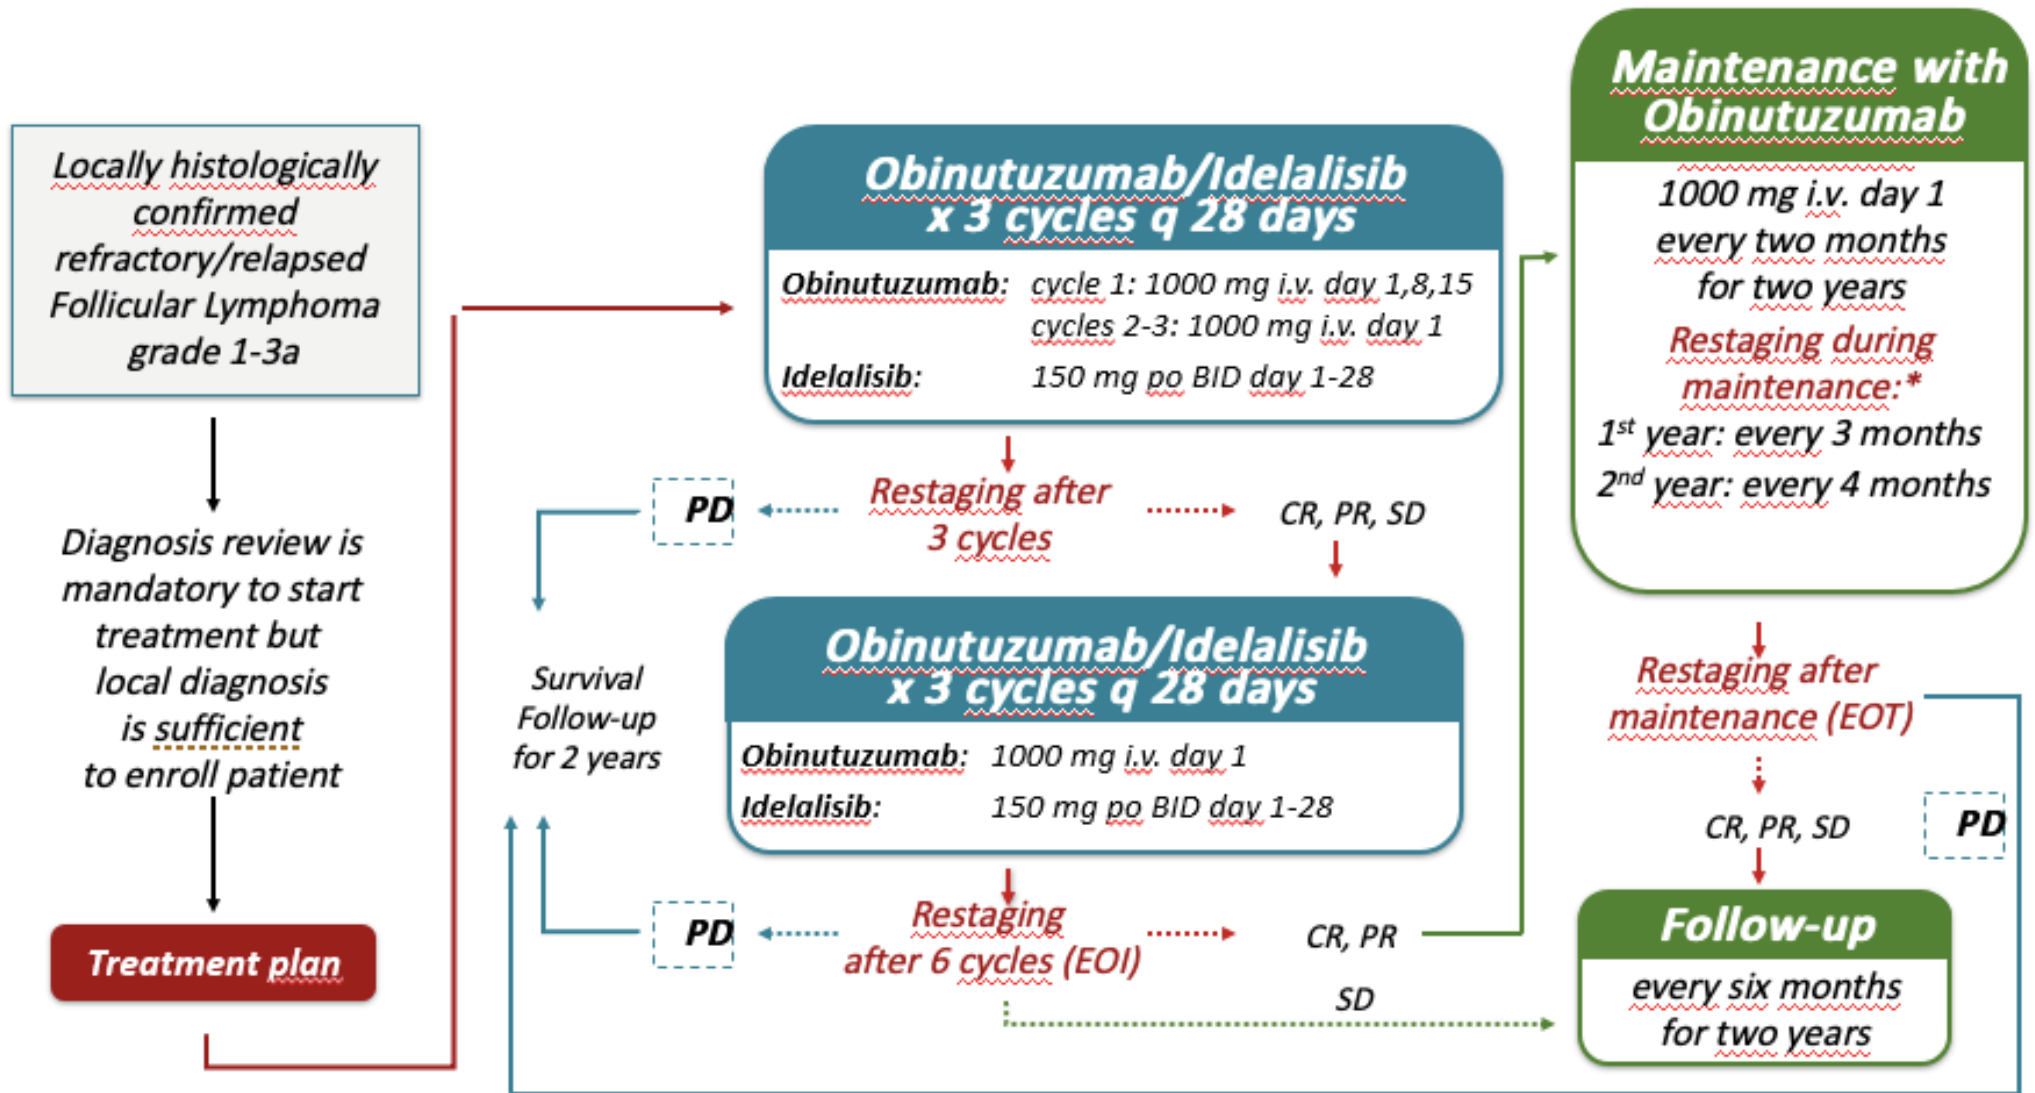 Locally histologically
confirmed
refractory/relapsed
Follicular Lymphoma
grade 1-3a
Diagnosis review is
mandatory to start
treatment but
local diagnosis
is sufficient
to enroll patient
Treatment plan
Obinutuzumab/Idelalisib
x 3 cycles q 28 days
Obinutuzumab: cycle 1: 1000 mg i.v. day 1,8,15
cycles 2-3: 1000 mg i.v. day 1
Idelalisib: 150 mg po BID day 1-28
Restaging after
3 cycles
PD
CR, PR, SD
Survival
Follow-up
for 2 years
Obinutuzumab/Idelalisib
x 3 cycles q 28 days
Obinutuzumab: 1000 mg i.v. day 1
Idelalisib: 150 mg po BID day 1-28
Restaging
after 6 cycles (EOI)
PD
CR, PR
SD
Maintenance with
Obinutuzumab
1000 mg i.v. day 1
every two months
for two years
Restaging during
maintenance:*
1st year: every 3 months
2nd year: every 4 months
Restaging after
maintenance (EOT)
CR, PR, SD
PD
Follow-up
every six months
for two years